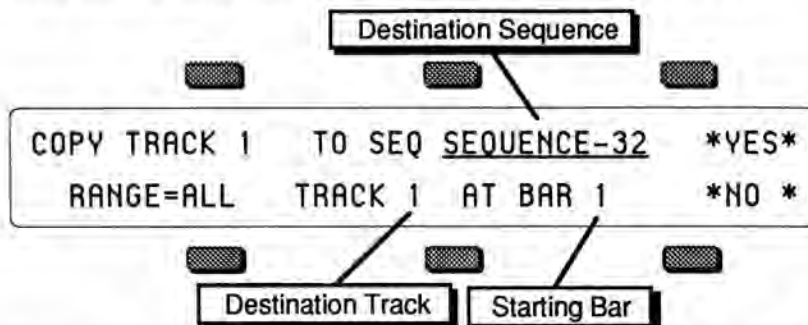 Destination Sequence
COPY TRACK 1 TO SEQ SEQUENCE-32 *YES*
RANGE=ALL TRACK 1 AT BAR 1 *NO *
Destination Track
Starting Bar